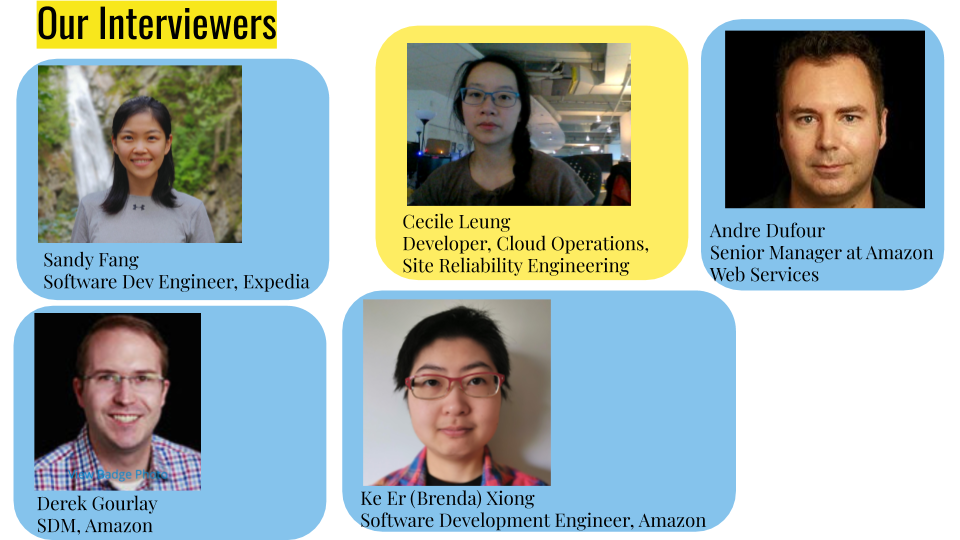 Our Interviewers
Sandy Fang
Software Dev Engineer, Expedia
Cecile Leung
Developer, Cloud Operations,
Site Reliability Engineering
Andre Dufour
Senior Manager at Amazon
Web Services
View Badge Photo
Derek Gourlay
SDM, Amazon
Ke Er (Brenda) Xiong
Software Development Engineer, Amazon